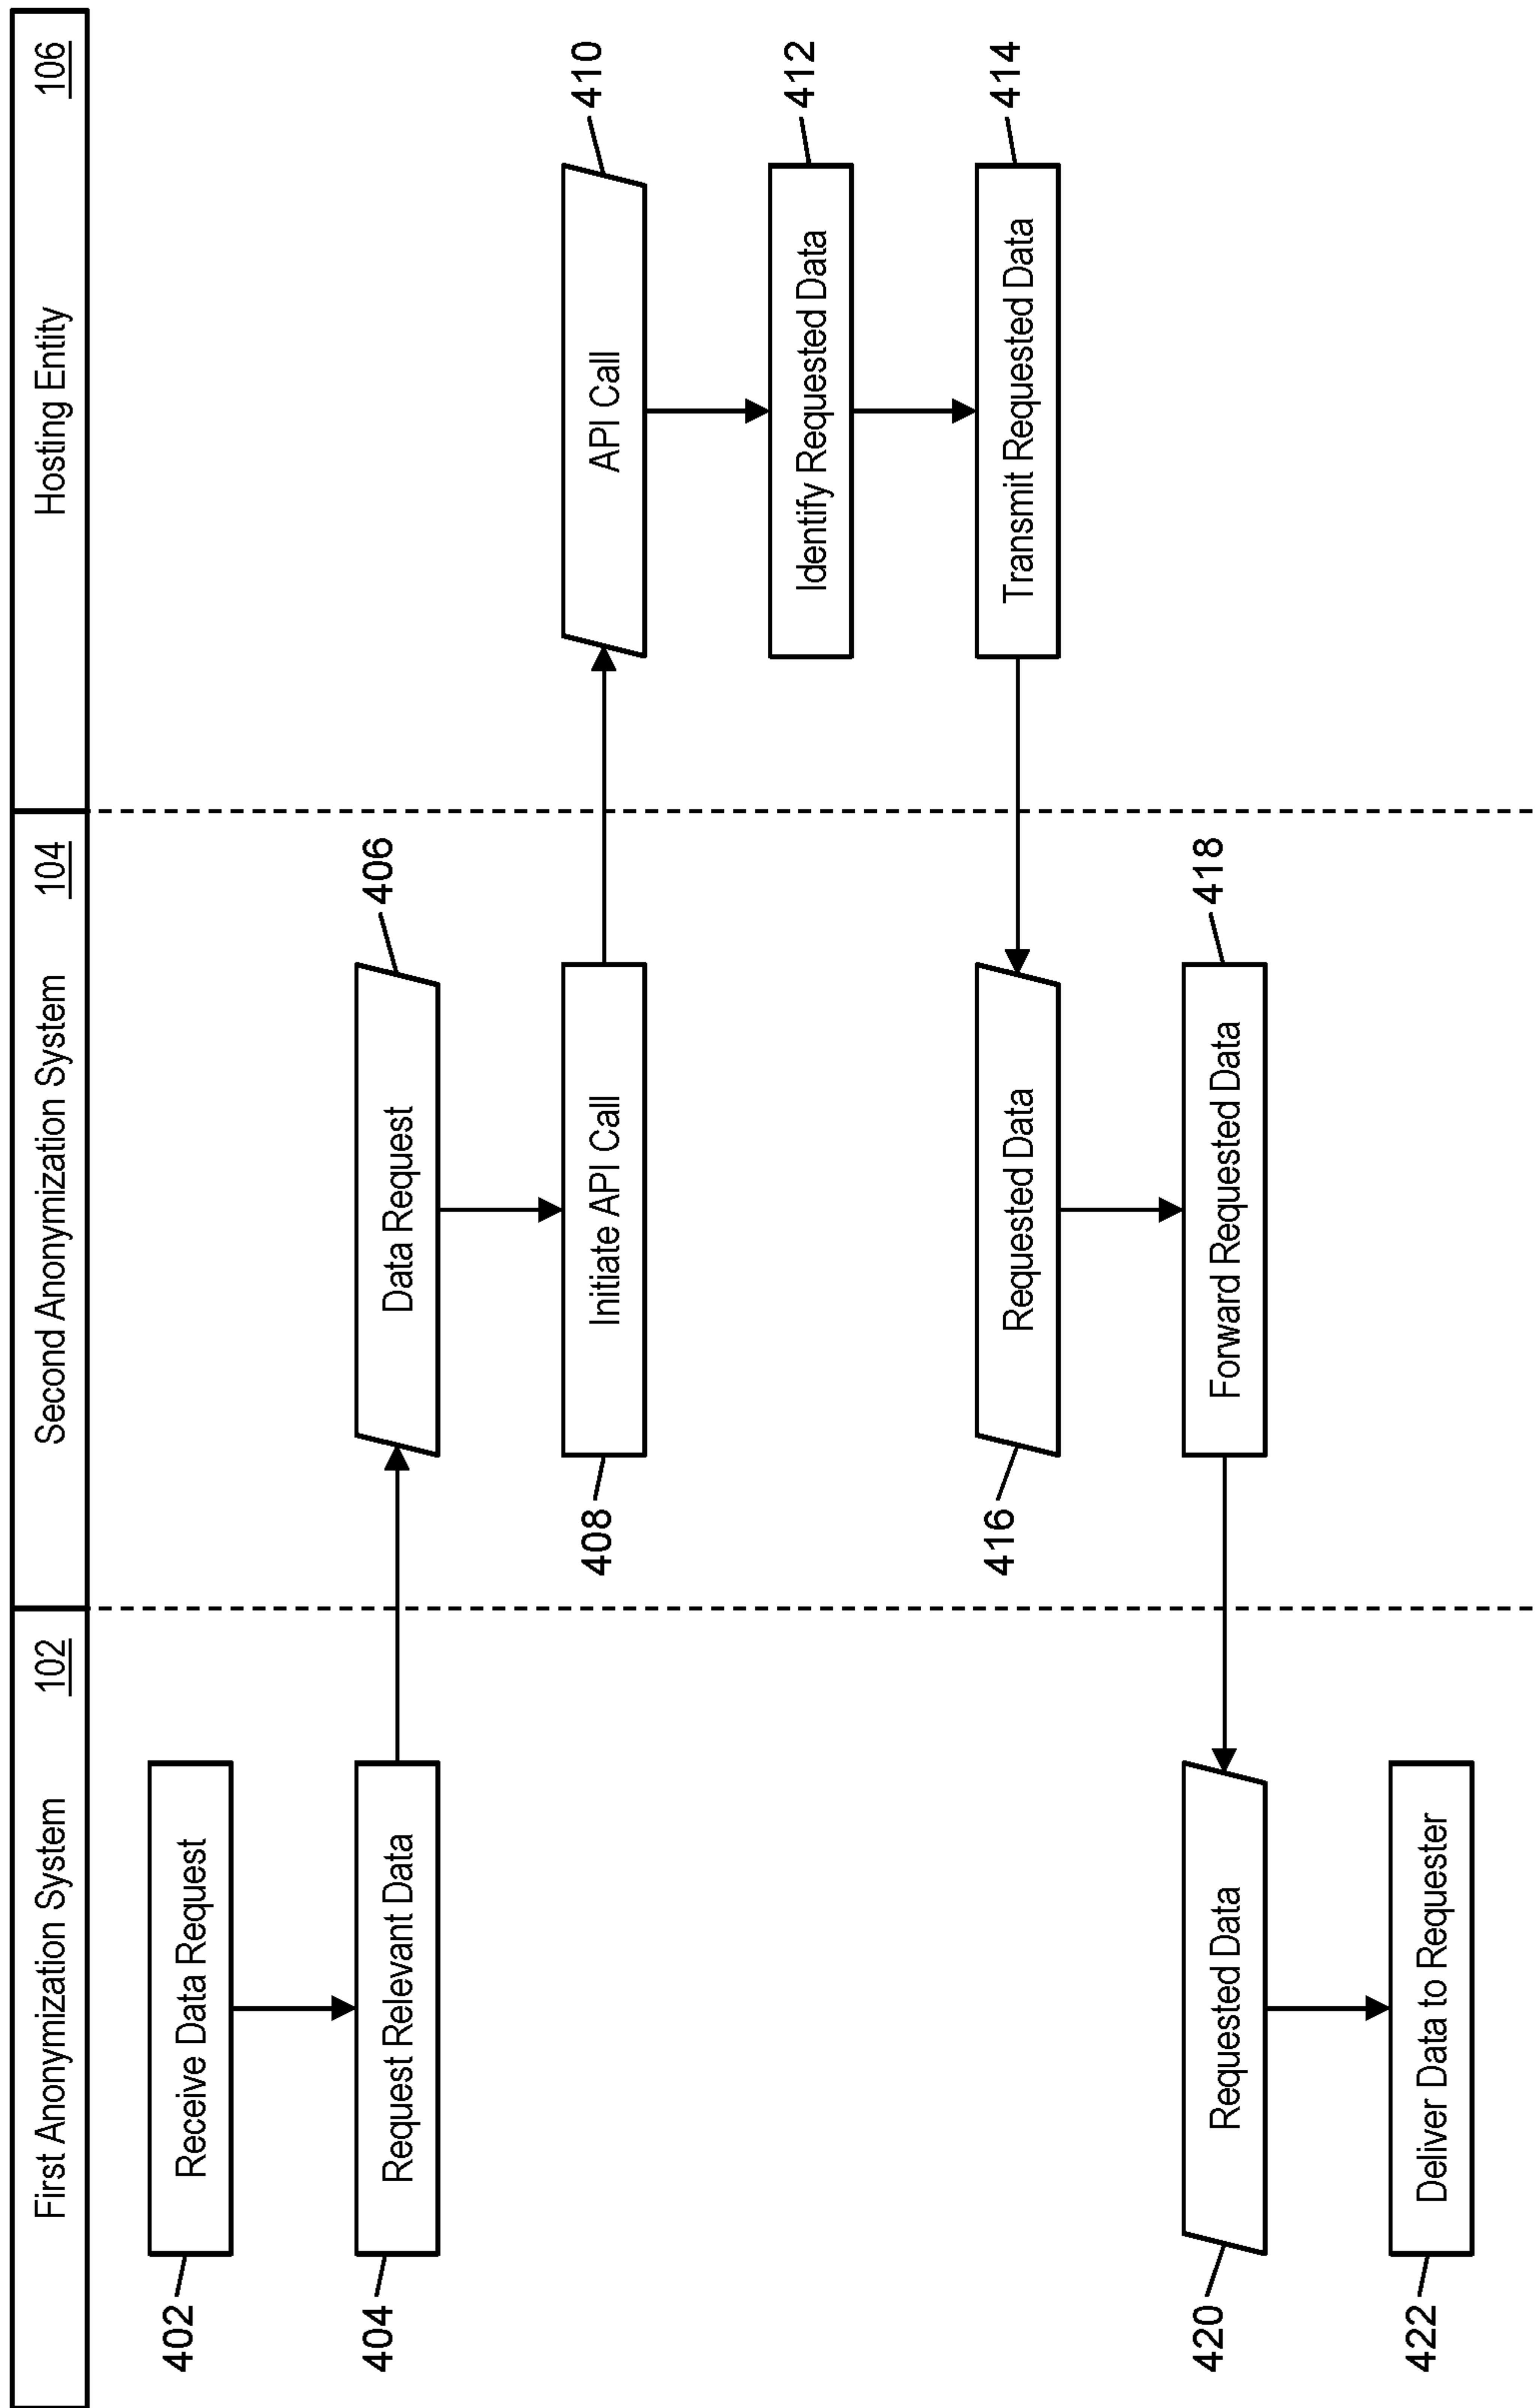 First Anonymization System 102
Second Anonymization System 104
Hosting Entity 106
402
Receive Data Request
404
Request Relevant Data
Data Request
406
408
Initiate API Call
API Call
410
Identify Requested Data
412
Transmit Requested Data
414
416
Requested Data
Forward Requested Data
418
420
Requested Data
422
Deliver Data to Requester